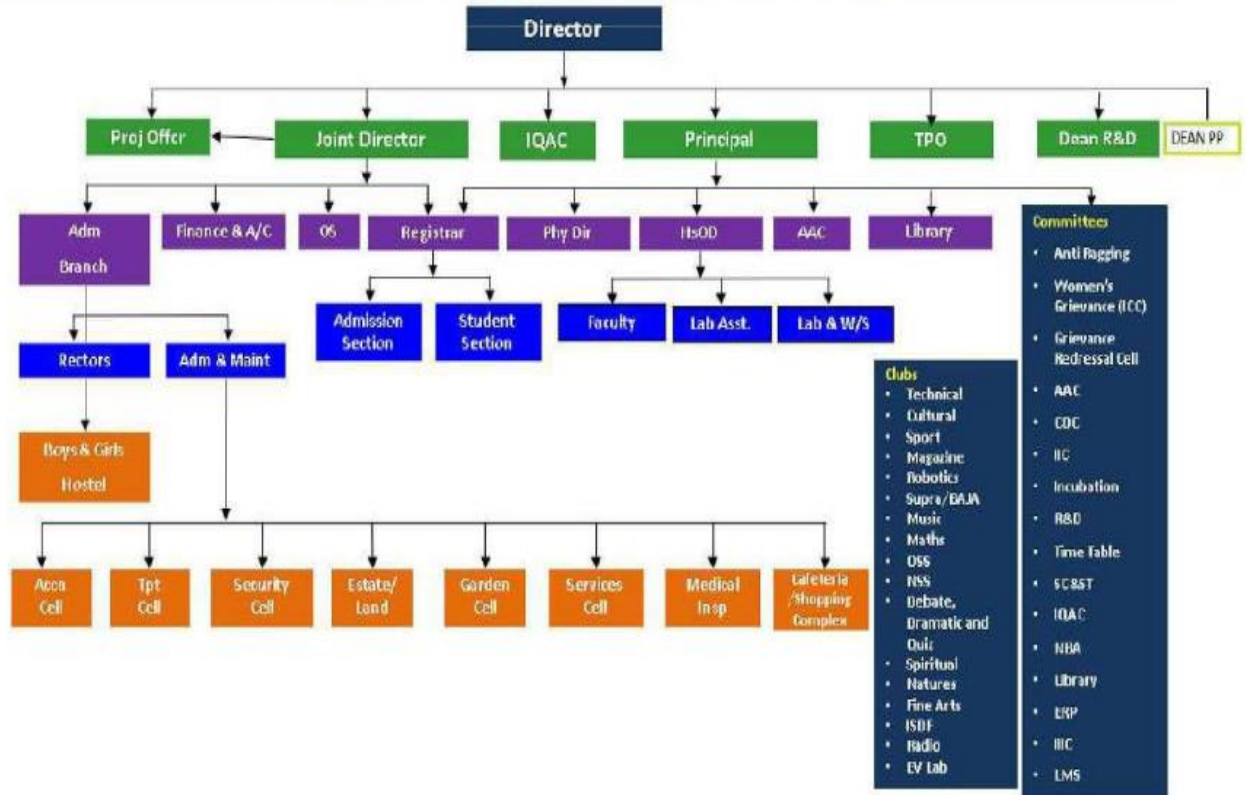 Director
Proj Offcr
Joint Director
IQAC
Principal
TPO
Dean R&D
DEAN PP
Adm
Branch
Finance & A/C
OS
Registrar
Phy Dir
HsOD
AAC
Library
Admission
Section
Student
Section
Faculty
Lab Asst.
Lab & W/S
Rectors
Adm & Maint
Boys & Girls
Hostel
Accn
Cell
Tpt
Cell
Security
Cell
Estate/
Land
Garden
Cell
Services
Cell
Medical
Insp
Cafeteria
/Shopping
Complex
Clubs
• Technical
• Cultural
• Sport
• Magazine
• Robotics
• Supra/BAJA
• Music
• Maths
• OSS
• NSS
• Debate,
Dramatic and
Quiz
• Spiritual
• Natures
• Fine Arts
• ISDF
• Radio
• EV Lab
Committees
• Anti Ragging
• Women's
Grievance (ICC)
• Grievance
Redressal Cell
• AAC
• CDC
• IIC
• Incubation
• R&D
• Time Table
• SC&ST
• IQAC
• NBA
• Library
• ERP
• IIIC
• LMS